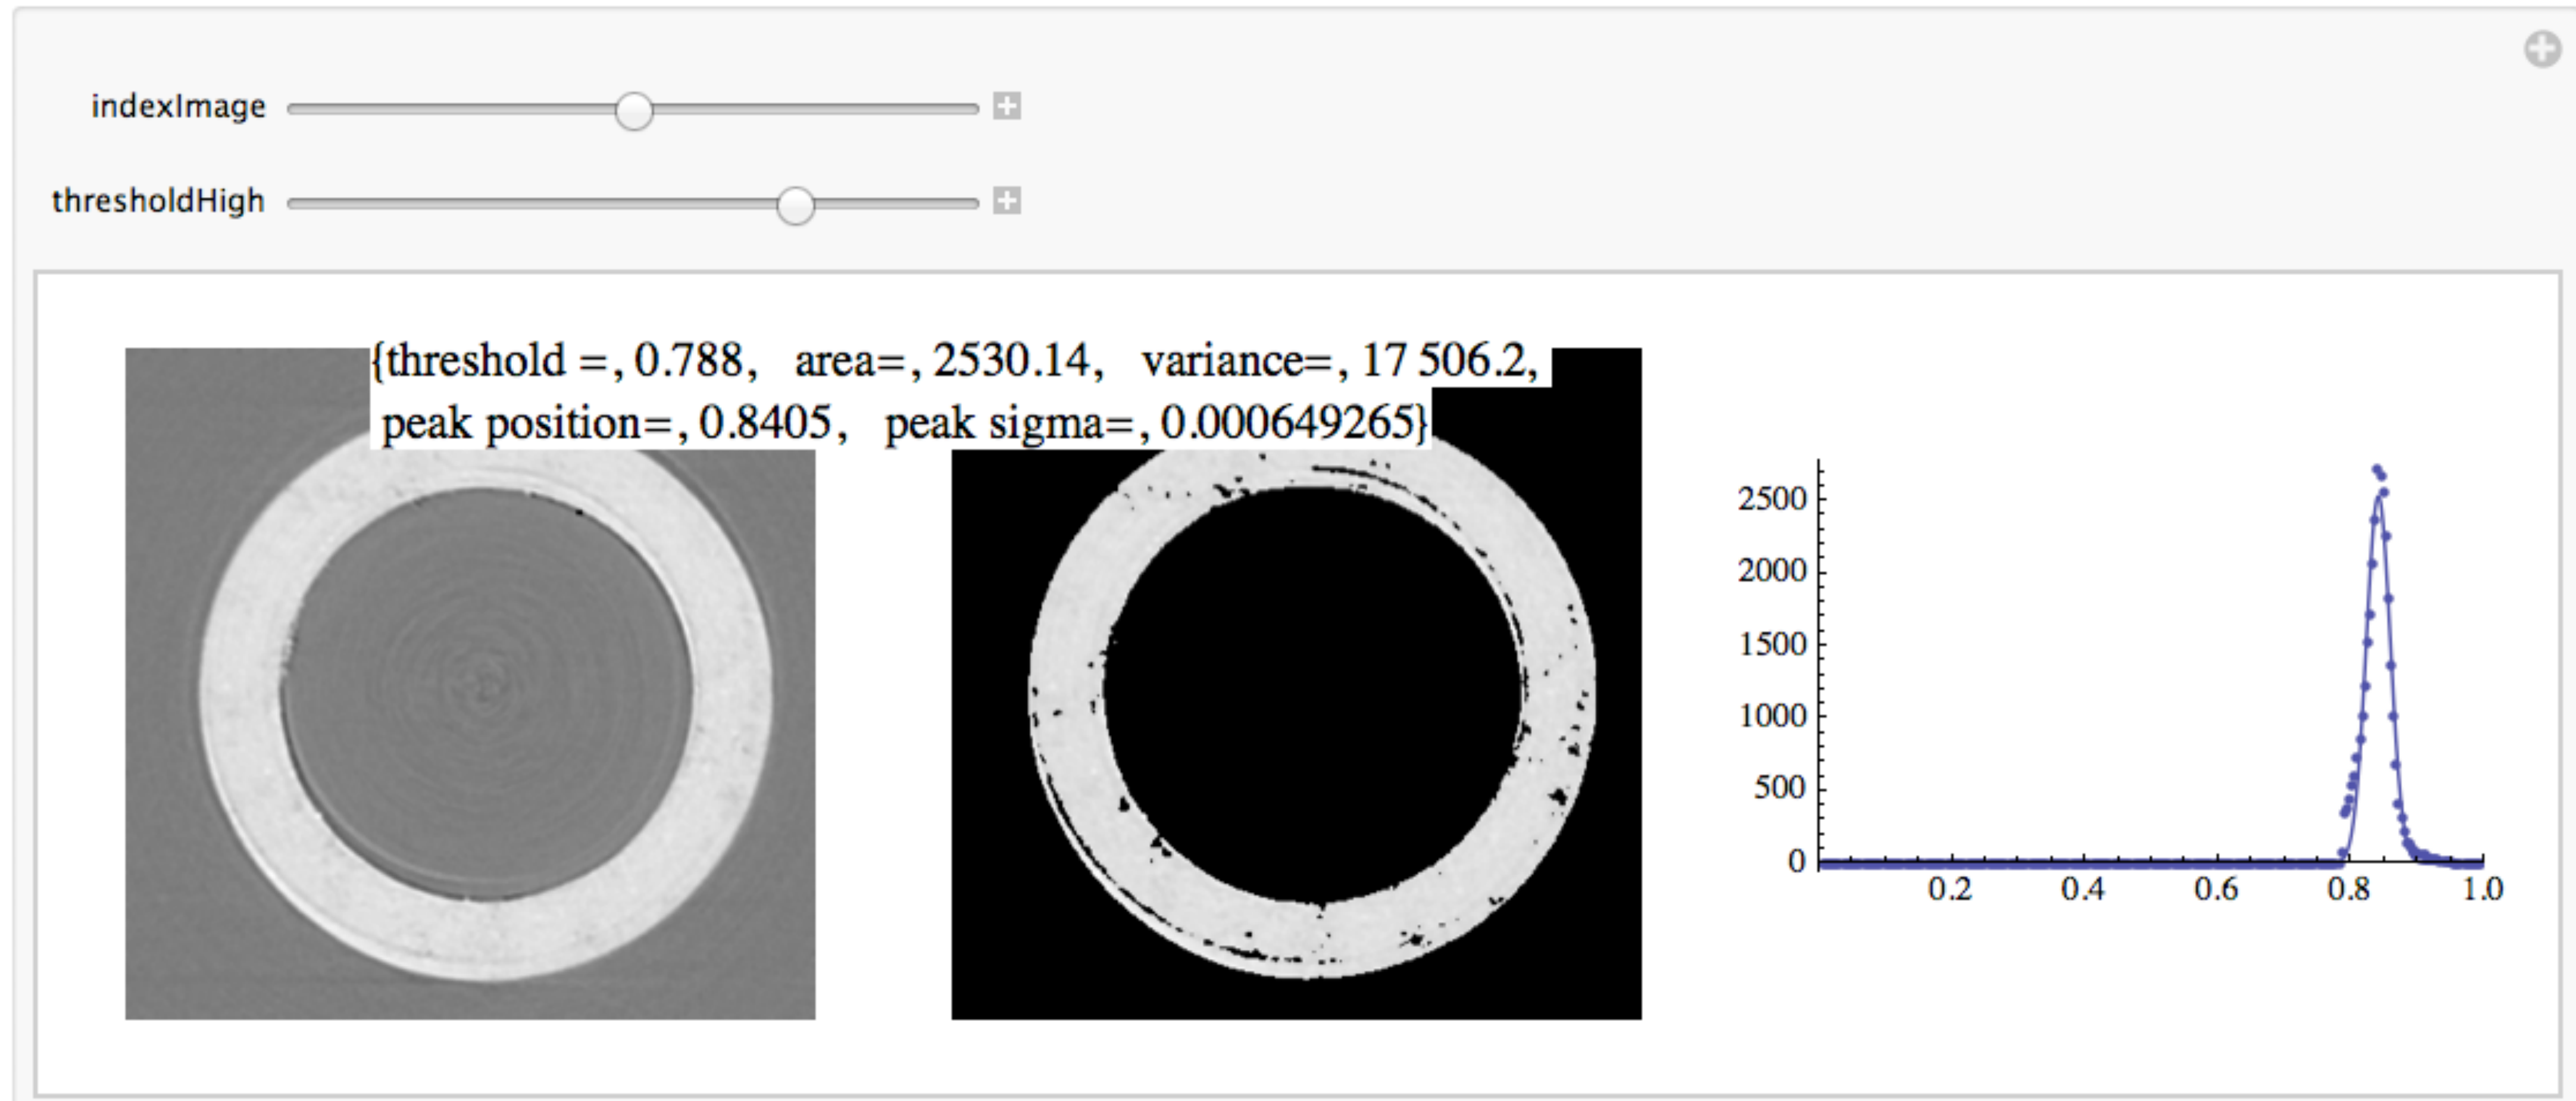 indexImage
thresholdHigh
{threshold =, 0.788,   area=, 2530.14,   variance=, 17 506.2,
peak position=, 0.8405,   peak sigma=, 0.000649265}
2500
2000
1500
1000
500
0
0.2 0.4 0.6 0.8 1.0